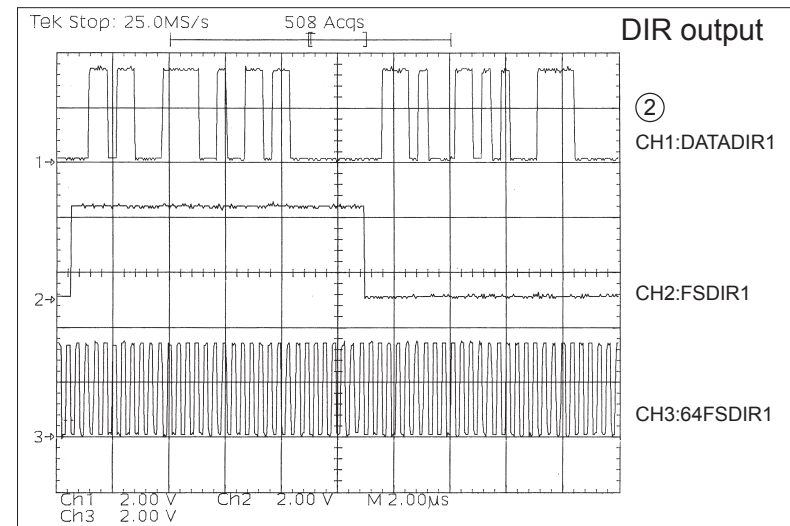 Tek Stop: 25.0MS/s 508 Acqs
DIR output
②
CH1:DATADIR1
1→
CH2:FSDIR1
2→
CH3:64FSDIR1
3→
Ch1 2.00 V Ch2 2.00 V M 2.00µs
Ch3 2.00 V